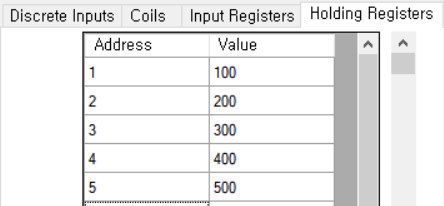 Discrete Inputs Coils Input Registers Holding Registers
Address Value
1 100
2 200
3 300
4 400
5 500